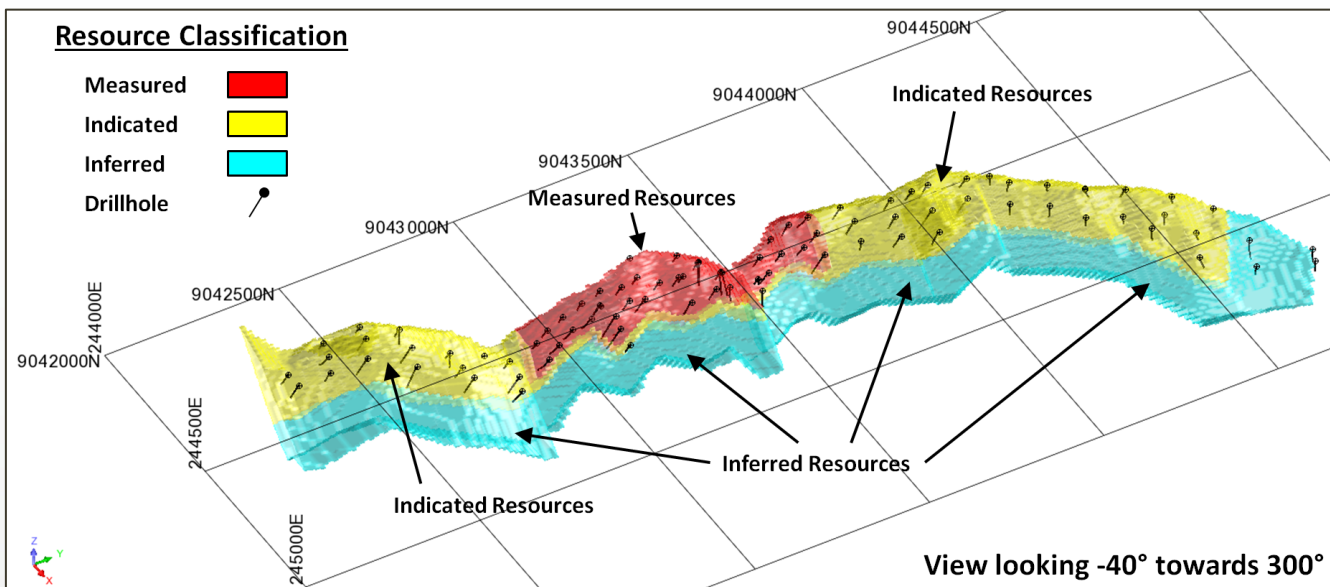 Resource Classification
Measured
Indicated
Inferred
Drillhole
9044500N
9044000N
Indicated Resources
9043500N
Measured Resources
9043000N
9042500N
9042000N
244000E
244500E
245000E
Inferred Resources
Indicated Resources
Z
Y
X
View looking -40° towards 300°